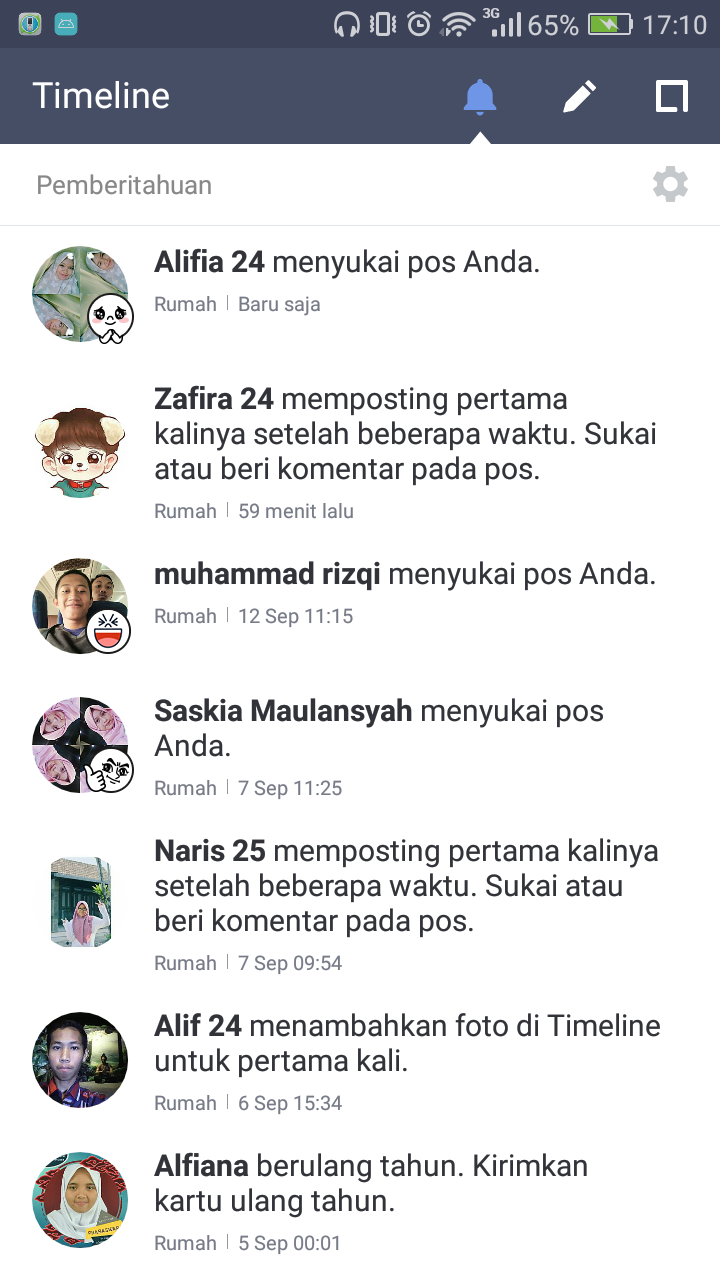 3G
65% 17:10
Timeline
Pemberitahuan
Alifia 24 menyukai pos Anda.
Rumah | Baru saja
Zafira 24 memposting pertama
kalinya setelah beberapa waktu. Sukai
atau beri komentar pada pos.
Rumah | 59 menit lalu
muhammad rizqi menyukai pos Anda.
Rumah | 12 Sep 11:15
Saskia Maulansyah menyukai pos
Anda.
Rumah | 7 Sep 11:25
Naris 25 memposting pertama kalinya
setelah beberapa waktu. Sukai atau
beri komentar pada pos.
Rumah | 7 Sep 09:54
Alif 24 menambahkan foto di Timeline
untuk pertama kali.
Rumah | 6 Sep 15:34
Alfiana berulang tahun. Kirimkan
kartu ulang tahun.
Rumah | 5 Sep 00:01